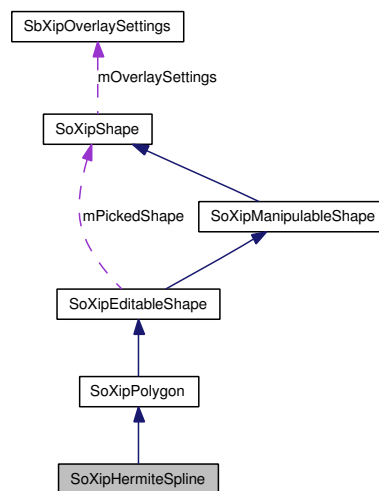 SbXipOverlaySettings
mOverlaySettings
SoXipShape
mPickedShape
SoXipManipulableShape
SoXipEditableShape
SoXipPolygon
SoXipHermiteSpline